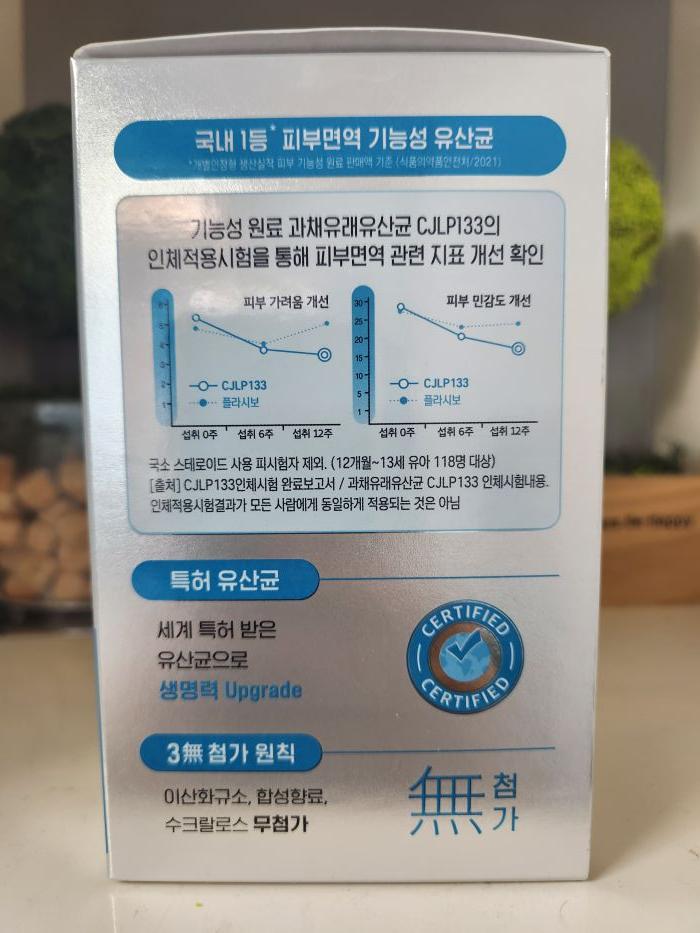 국내 1등* 피부면역 기능성 유산균
*개별인정형 생산실적 피부 기능성 원료 판매액 기준 (식품의약품안전처/2021)
기능성 원료 과채유래유산균 CJLP133의
인체적용시험을 통해 피부면역 관련 지표 개선 확인
피부 가려움 개선
6
5
4
3
2
1
CJLP133
플라시보
섭취 0주 섭취 6주 섭취 12주
피부 민감도 개선
30
25
20
15
10
5
1
CJLP133
플라시보
섭취 0주 섭취 6주 섭취 12주
국소 스테로이드 사용 피시험자 제외. (12개월~13세 유아 118명 대상)
[출처] CJLP133인체시험 완료보고서 / 과채유래유산균 CJLP133 인체시험내용.
인체적용시험결과가 모든 사람에게 동일하게 적용되는 것은 아님
특허 유산균
세계 특허 받은
유산균으로
생명력 Upgrade
CERTIFIED
CERTIFIED
3無 첨가 원칙
이산화규소, 합성향료,
수크랄로스 무첨가
無 첨가